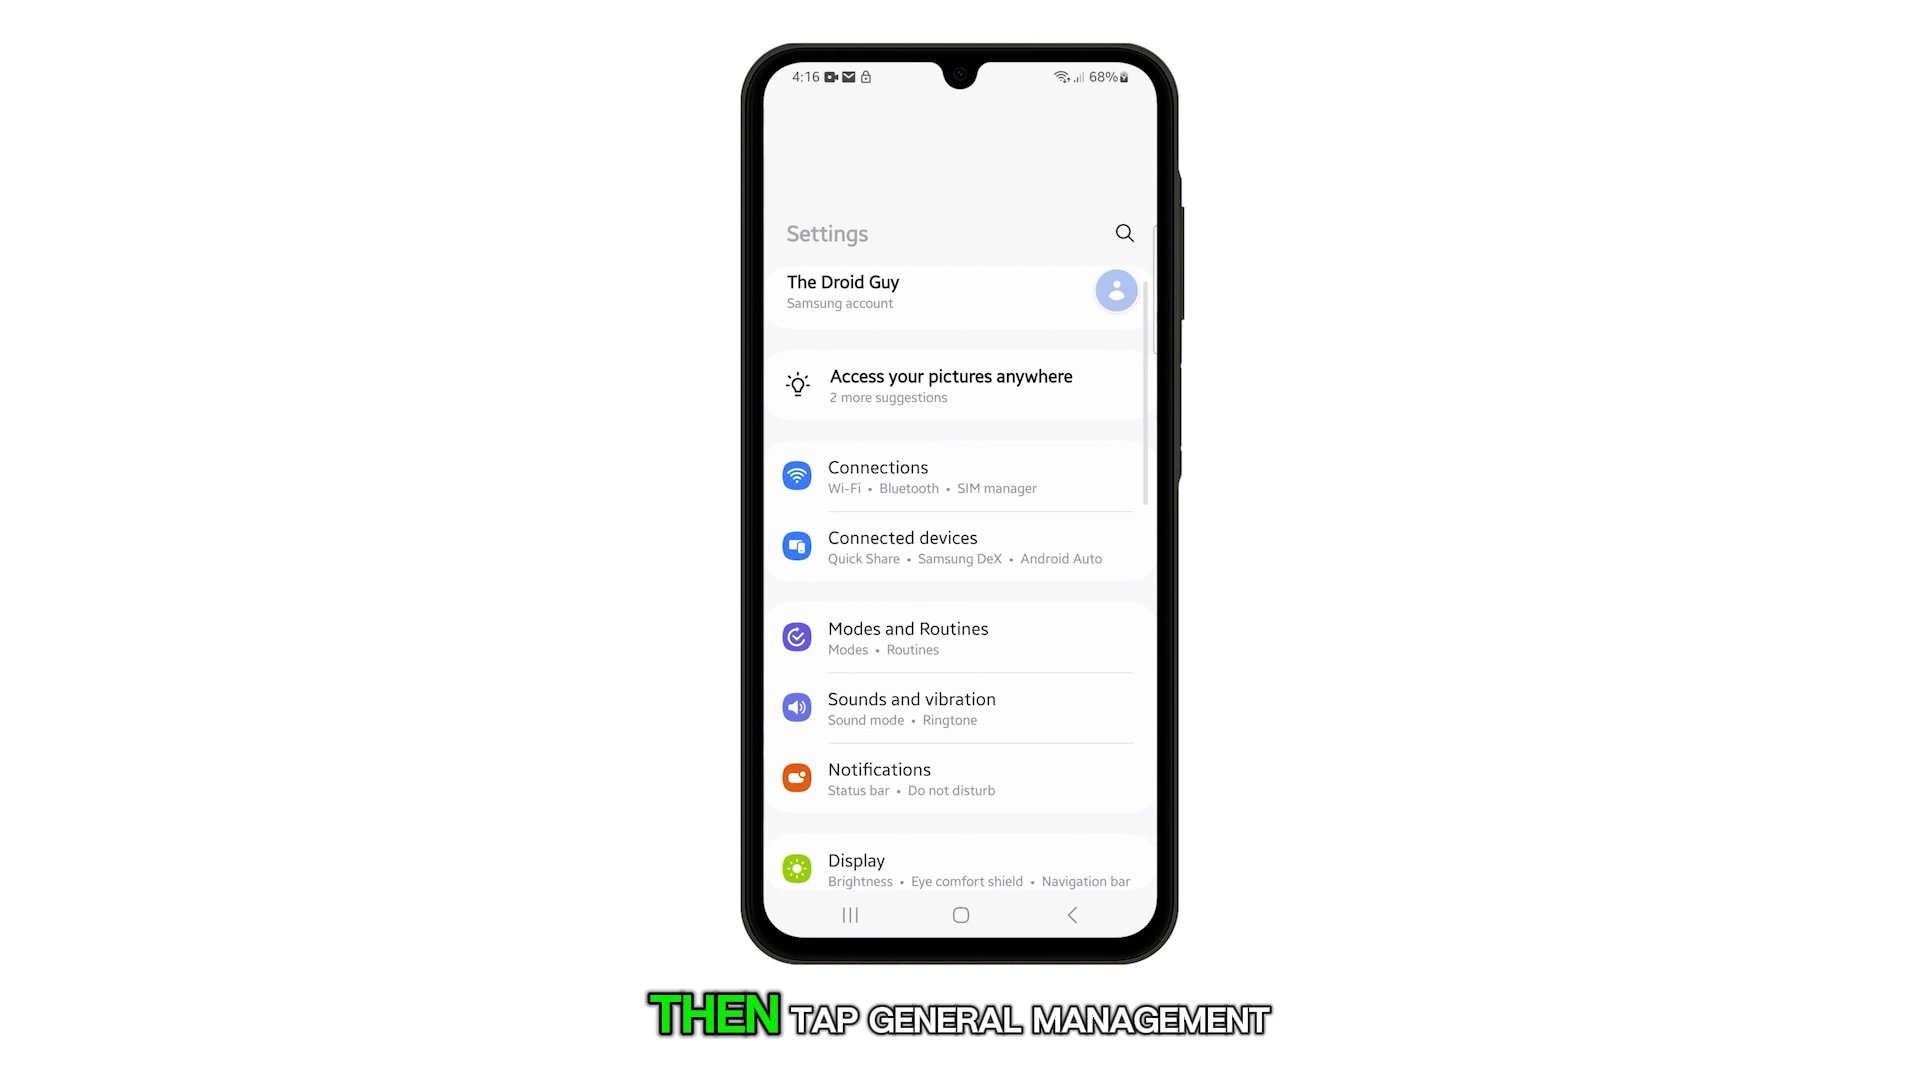 4:16
68%
Settings
The Droid Guy
Samsung account
Access your pictures anywhere
2 more suggestions
Connections
Wi-Fi • Bluetooth • SIM manager
Connected devices
Quick Share • Samsung DeX • Android Auto
Modes and Routines
Modes • Routines
Sounds and vibration
Sound mode • Ringtone
Notifications
Status bar • Do not disturb
Display
Brightness • Eye comfort shield • Navigation bar
THEN TAP GENERAL MANAGEMENT